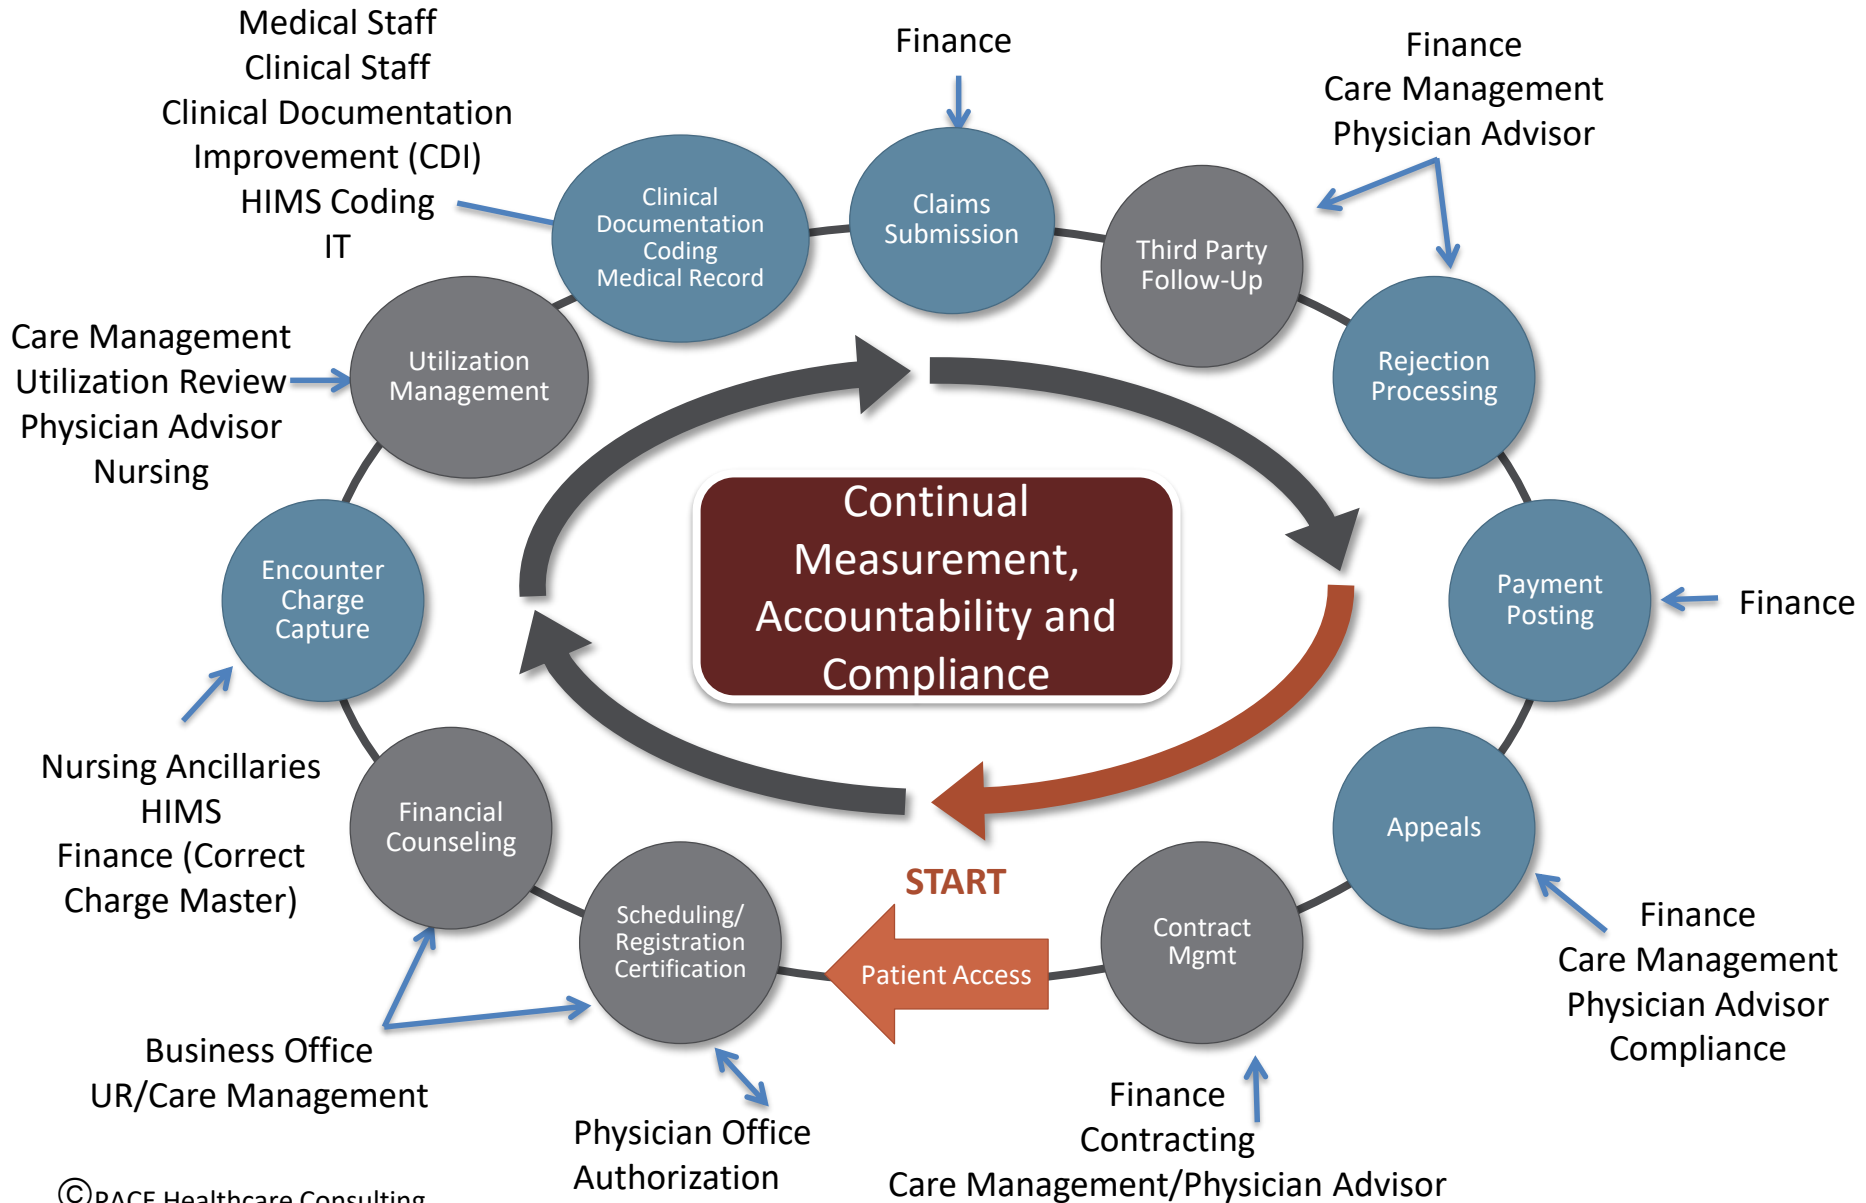 Medical Staff
Clinical Staff
Clinical Documentation
Improvement (CDI)
HIMS Coding
IT
Finance
Finance
Care Management
Physician Advisor
Clinical
Documentation
Coding
Medical Record
Claims
Submission
Third Party
Follow-Up
Care Management
Utilization Review
Physician Advisor
Nursing
Utilization
Management
Rejection
Processing
Continual
Measurement,
Accountability and
Compliance
Encounter
Charge
Capture
Payment
Posting
Finance
Nursing Ancillaries
HIMS
Finance (Correct
Charge Master)
Financial
Counseling
Appeals
START
Scheduling/
Registration
Certification
Patient Access
Contract
Mgmt
Finance
Care Management
Physician Advisor
Compliance
Business Office
UR/Care Management
Physician Office
Authorization
Finance
Contracting
Care Management/Physician Advisor
©PACE Healthcare Consulting